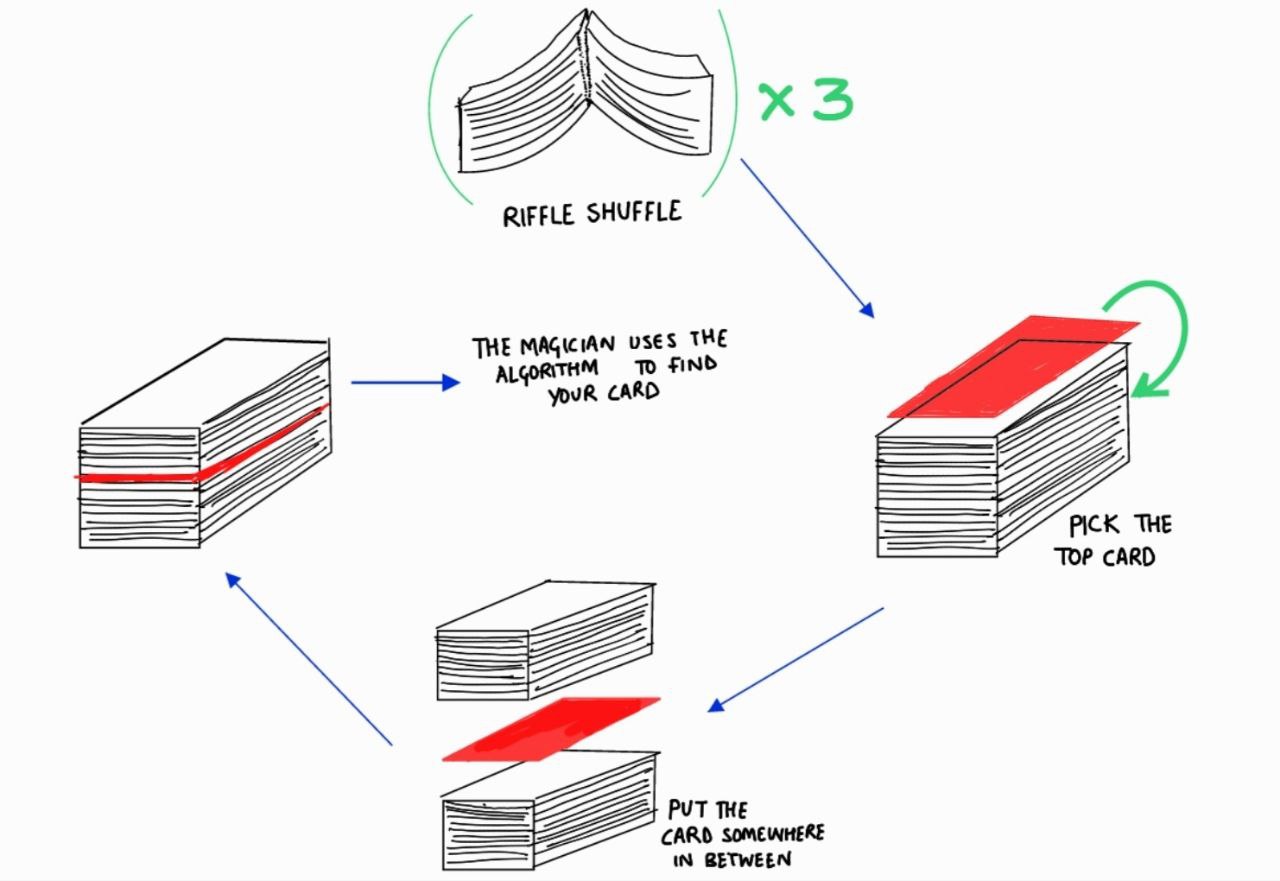 x 3
RIFFLE SHUFFLE
THE MAGICIAN USES THE
ALGORITHM TO FIND
YOUR CARD
PICK THE
TOP CARD
PUT THE
CARD SOMEWHERE
IN BETWEEN